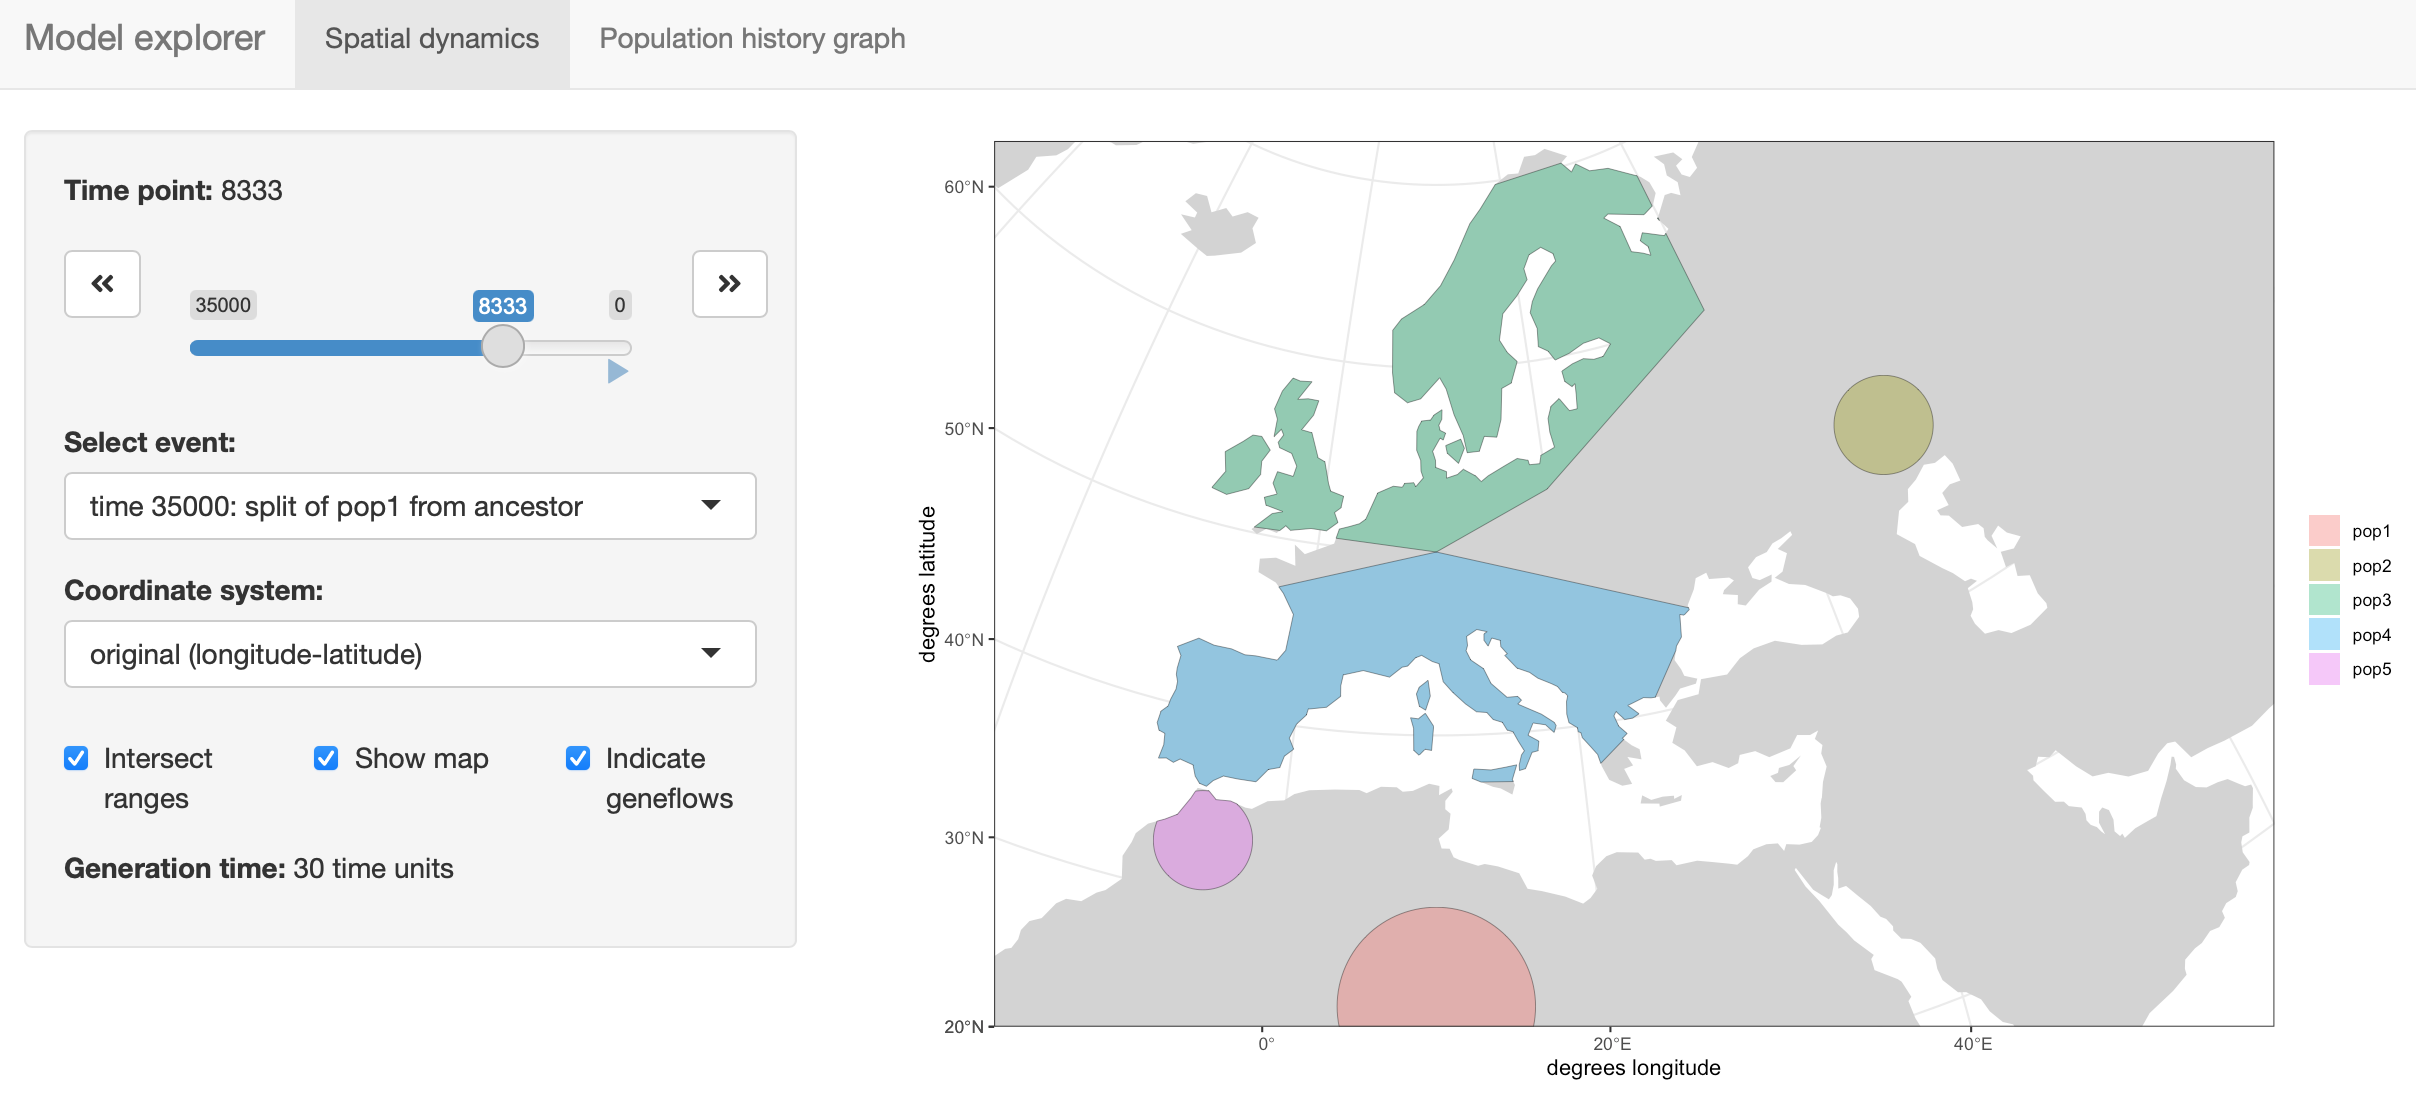 Model explorer
Spatial dynamics
Population history graph
Time point: 8333
«
»
35000
8333
0
Select event:
time 35000: split of pop1 from ancestor
Coordinate system:
original (longitude-latitude)
Intersect ranges
Show map
Indicate geneflows
Generation time: 30 time units
degrees latitude
60°N
50°N
40°N
30°N
20°N
0°
20°E
40°E
degrees longitude
pop1
pop2
pop3
pop4
pop5